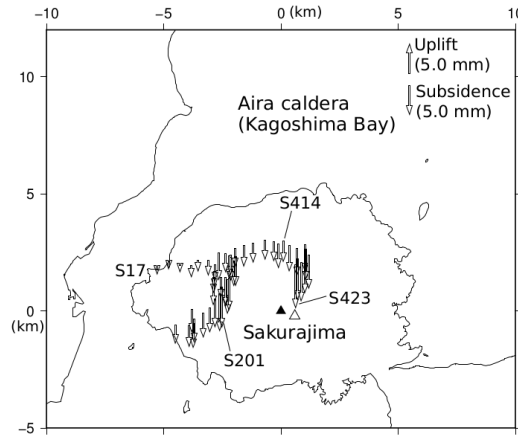 −10 −5 0 (km) 5 10
10
5
0
(km)
−5
Uplift
(5.0 mm)
Subsidence
(5.0 mm)
Aira caldera
(Kagoshima Bay)
S414
S17
S423
Sakurajima
S201